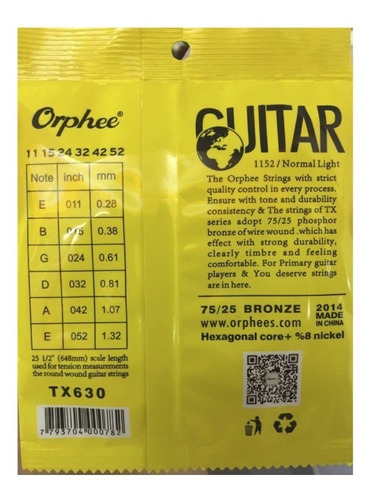 Orphee®
11 15 24 32 42 52
Note inch mm
E 011 0.28
B 015 0.38
G 024 0.61
D 032 0.81
A 042 1.07
E 052 1.32
25 1/2" (648mm) scale length
used for tension measurements
the round wound guitar strings
TX630
7 793704 000782
GUITAR
1152/Normal Light
The Orphee Strings with strict
quality control in every process.
Ensure with tone and durability
consistency & The strings of TX
series adopt 75/25 phosphor
bronze of wire wound .which has
effect with strong durability,
clearly timbre and feeling
comfortable. For Primary guitar
players & You deserve strings
are in here.
75/25 BRONZE
www.orphees.com
2014
MADE
IN CHINA
Hexagonal core+ %8 nickel